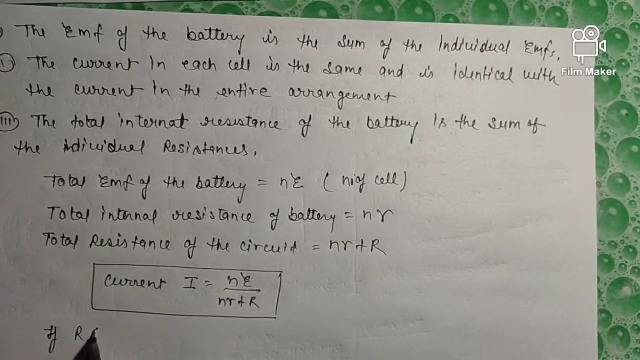 ) The Emf of the battery is the sum of the Individual Emfs.
II) The current in each cell is the same and is identical with
the current in the entire arrangement
III) The total internal resistance of the battery is the sum of
the individual Resistances.
Total Emf of the battery = nε ( n of cell)
Total internal resistance of battery = nr
Total Resistance of the circuid = nr+R
current I = nε / nr+R
If R
Film Maker